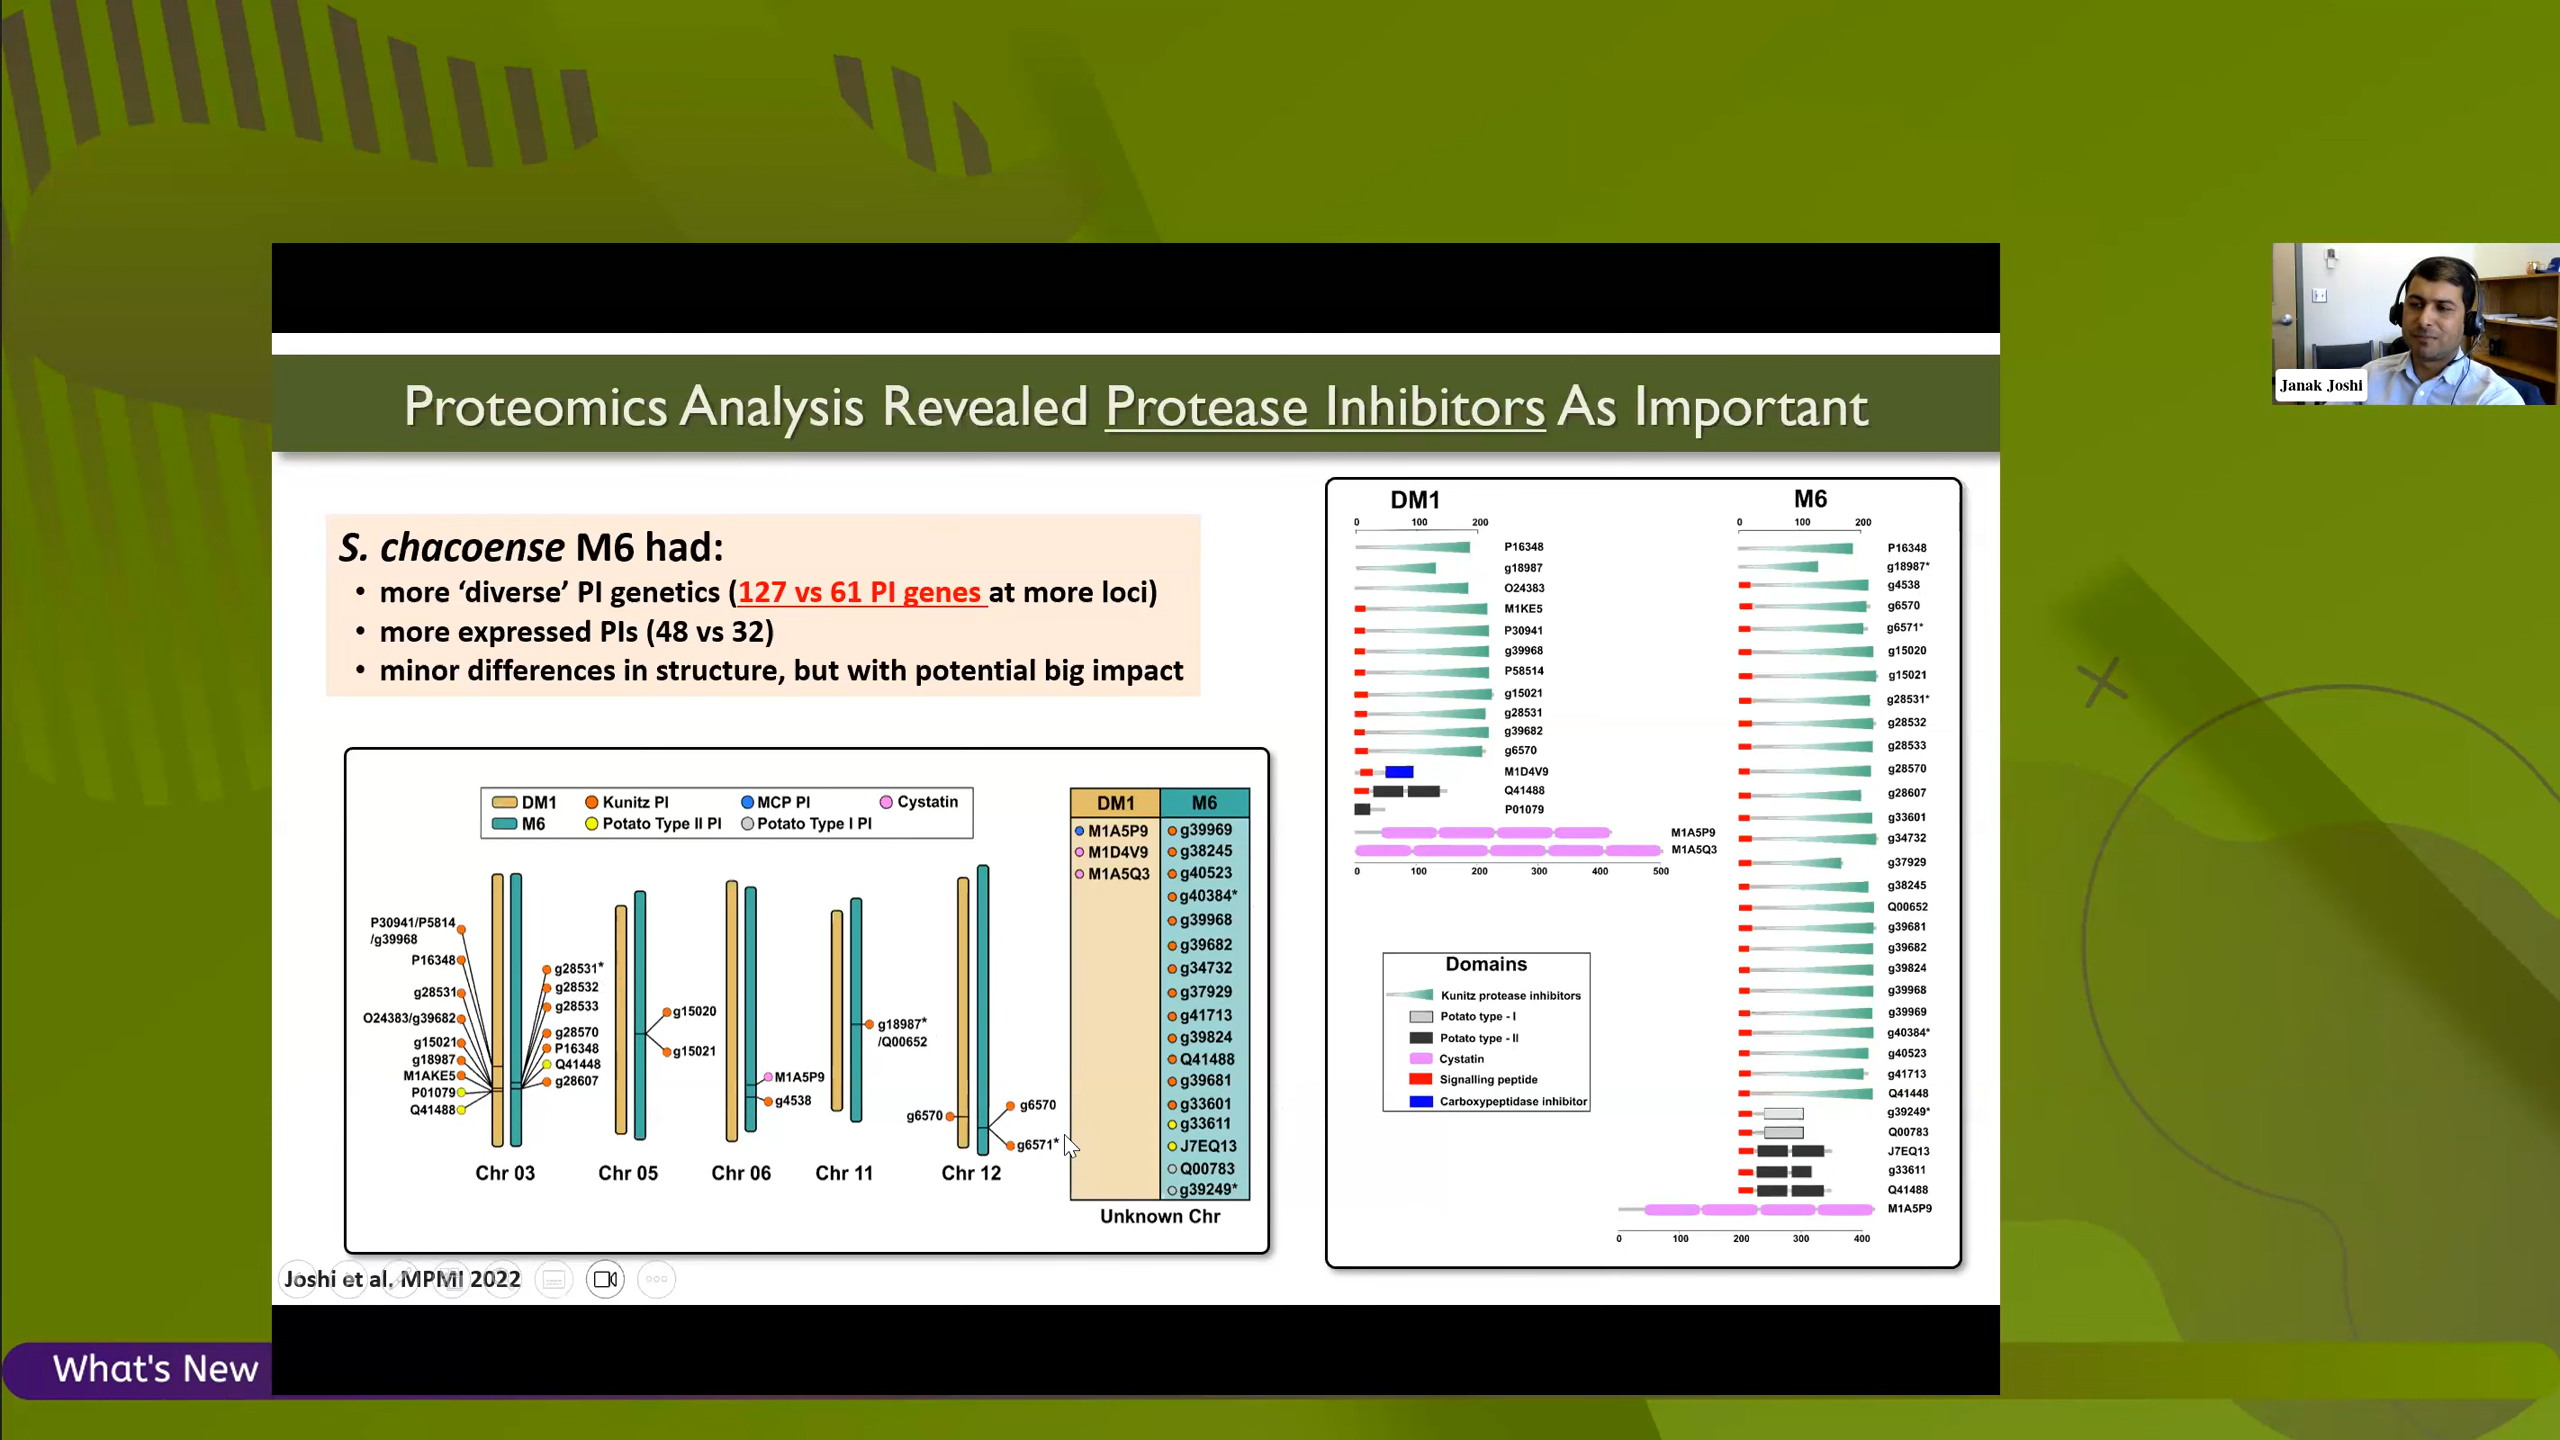 Proteomics Analysis Revealed Protease Inhibitors As Important
Janak Joshi
S. chacoense M6 had:
• more ‘diverse’ PI genetics (127 vs 61 PI genes at more loci)
• more expressed PIs (48 vs 32)
• minor differences in structure, but with potential big impact
DM1
Kunitz PI
MCP PI
Cystatin
M6
Potato Type II PI
Potato Type I PI
P30941/P5814
/g39968
P16348
g28531
O24383/g39682
g15021
g18987
M1AKE5
P01079
Q41488
g28531*
g28532
g28533
g28570
P16348
Q41448
g28607
Chr 03
g15020
g15021
Chr 05
M1A5P9
g4538
Chr 06
g18987*
/Q00652
Chr 11
g6570
g6570
g6571*
Chr 12
DM1
M1A5P9
M1D4V9
M1A5Q3
M6
g39969
g38245
g40523
g40384*
g39968
g39682
g34732
g37929
g41713
g39824
Q41488
g39681
g33601
g33611
J7EQ13
Q00783
g39249*
Unknown Chr
DM1
0 100 200
P16348
g18987
O24383
M1KE5
P30941
g39968
P58514
g15021
g28531
g39682
g6570
M1D4V9
Q41488
P01079
M1A5P9
M1A5Q3
0 100 200 300 400 500
Domains
Kunitz protease inhibitors
Potato type - I
Potato type - II
Cystatin
Signalling peptide
Carboxypeptidase inhibitor
M6
0 100 200
P16348
g18987*
g4538
g6570
g6571*
g15020
g15021
g28531*
g28532
g28533
g28570
g28607
g33601
g34732
g37929
g38245
Q00652
g39681
g39682
g39824
g39968
g39969
g40384*
g40523
g41713
Q41448
g39249*
Q00783
J7EQ13
g33611
Q41488
M1A5P9
0 100 200 300 400
Joshi et al. MPMI 2022
What's New